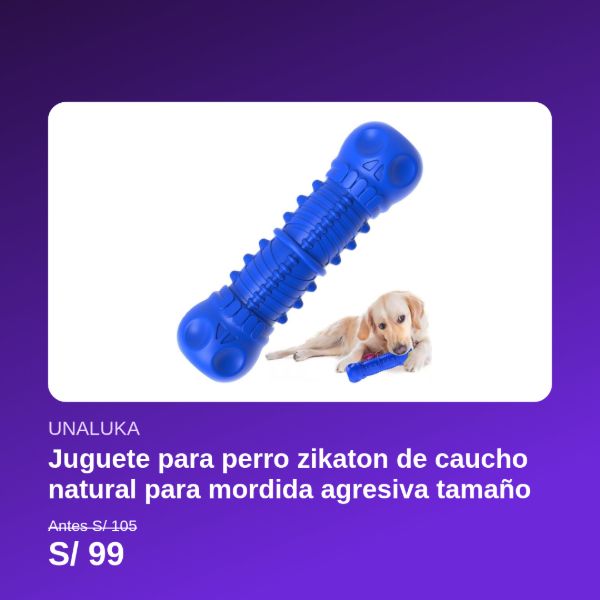 UNALUKA
Juguete para perro zikaton de caucho
natural para mordida agresiva tamaño
Antes S/ 105
S/ 99